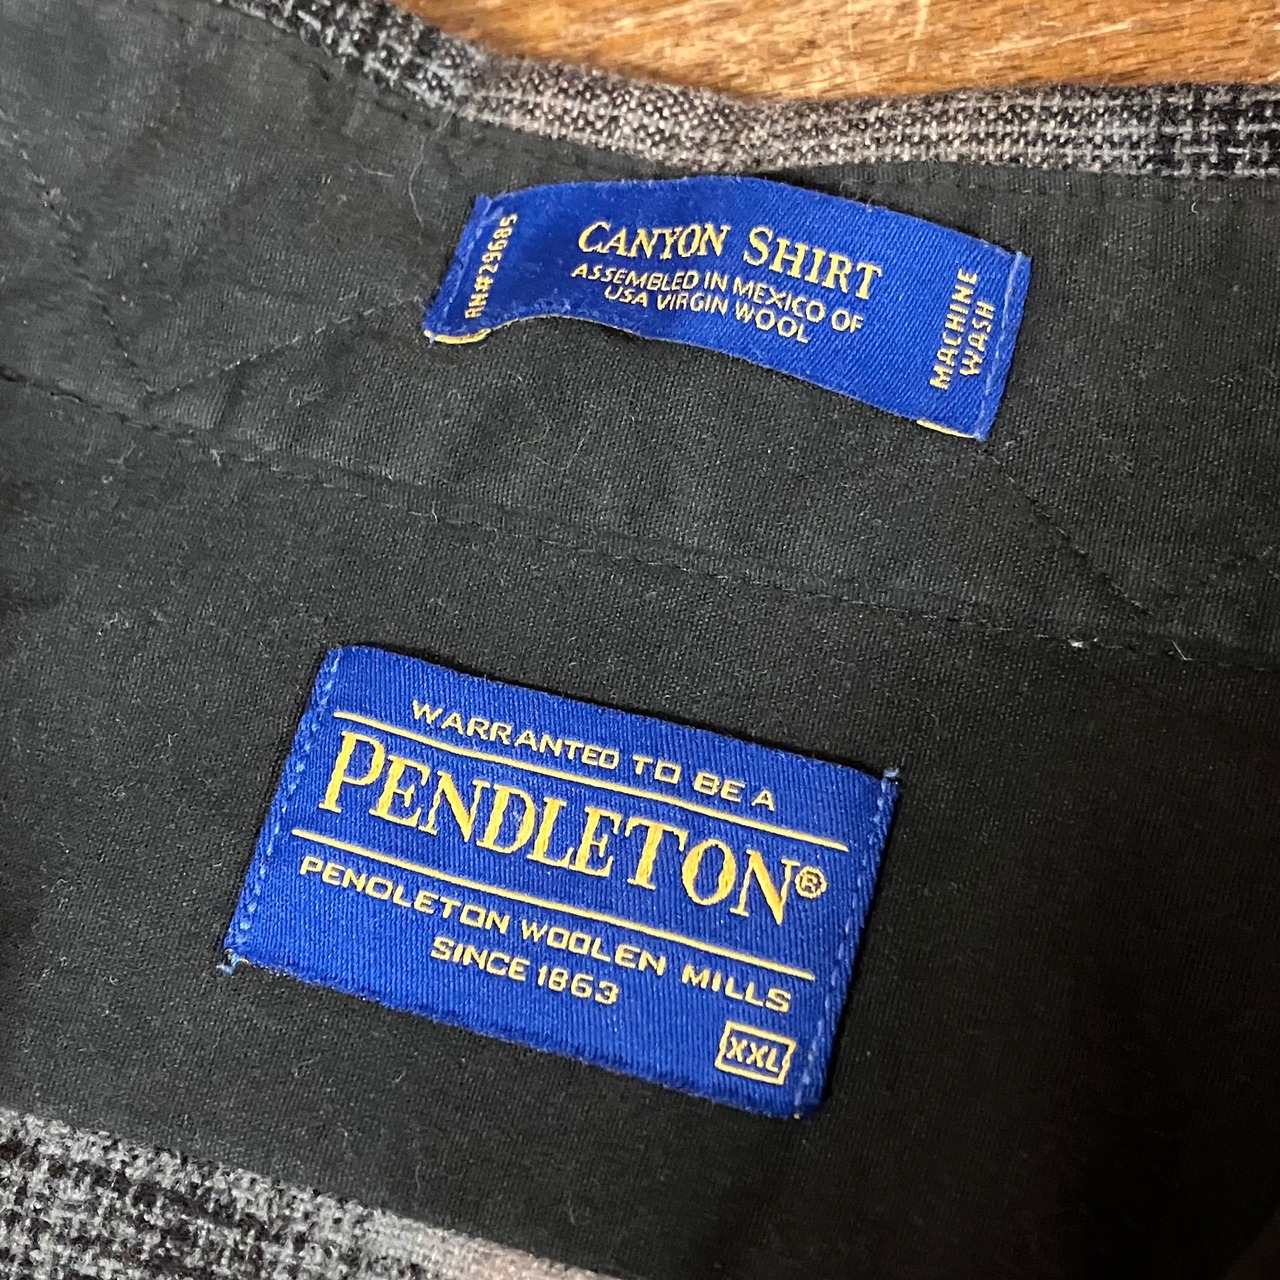 RN#29685
CANYON SHIRT
ASSEMBLED IN MEXICO OF
USA VIRGIN WOOL
MACHINE
WASH
WARRANTED TO BE A
PENDLETON®
PENDLETON WOOLEN MILLS
SINCE 1863
XXL